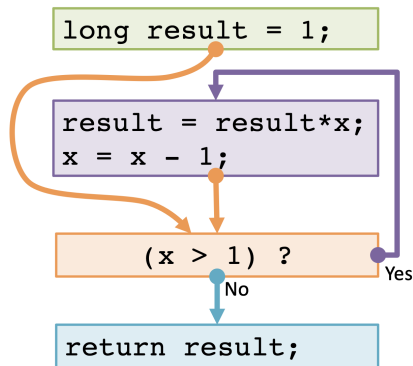 long result = 1;
result = result*x;
x = x - 1;
(x > 1) ?
Yes
No
return result;